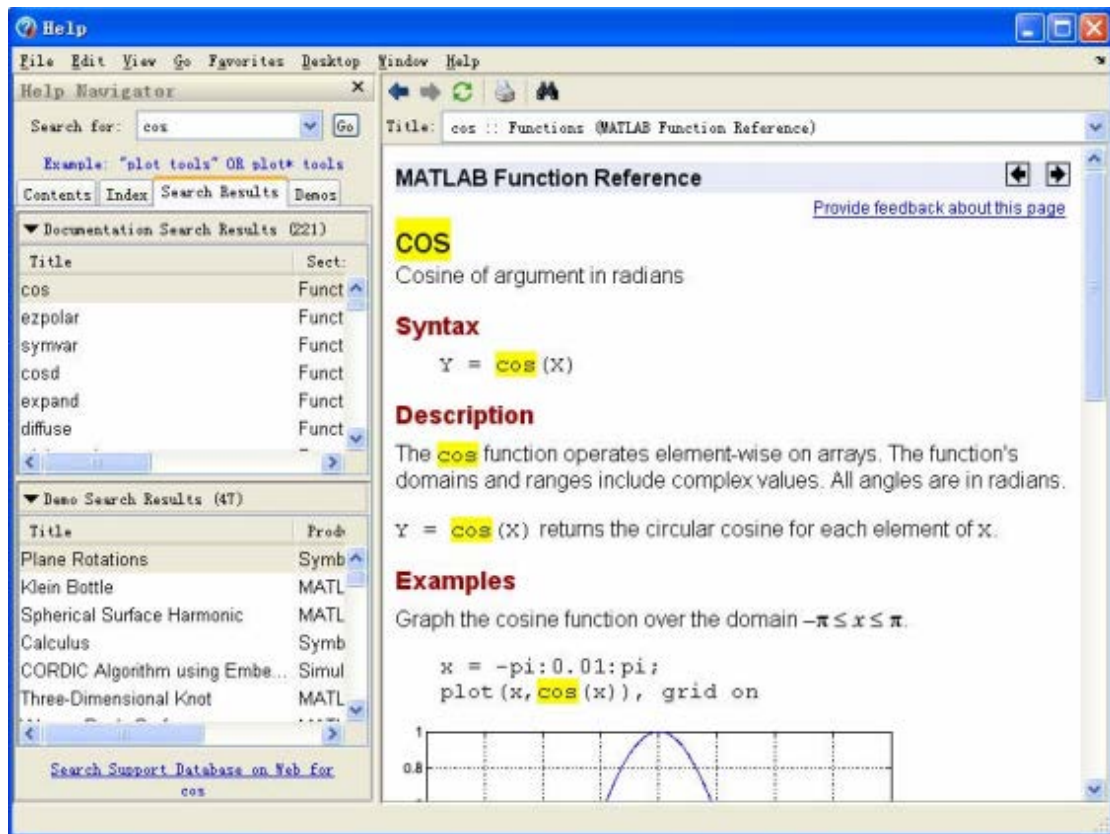 Help
File Edit View Go Favorites Desktop Window Help
Help Navigator
Search for: cos Go
Example: "plot tools" OR plot* tools
Contents Index Search Results Demos
Documentation Search Results (221)
Title Sect:
cos Funct
ezpolar Funct
symvar Funct
cosd Funct
expand Funct
diffuse Funct
Demo Search Results (47)
Title Prod
Plane Rotations Symb
Klein Bottle MATL
Spherical Surface Harmonic MATL
Calculus Symb
CORDIC Algorithm using Embe... Simul
Three-Dimensional Knot MATL
Search Support Database on Web for
cos
Title: cos :: Functions (MATLAB Function Reference)
MATLAB Function Reference
Provide feedback about this page
cos
Cosine of argument in radians
Syntax
Y = cos(X)
Description
The cos function operates element-wise on arrays. The function's
domains and ranges include complex values. All angles are in radians.
Y = cos(X) returns the circular cosine for each element of X.
Examples
Graph the cosine function over the domain –π ≤ x ≤ π.
x = -pi:0.01:pi;
plot(x,cos(x)), grid on
1
0.8